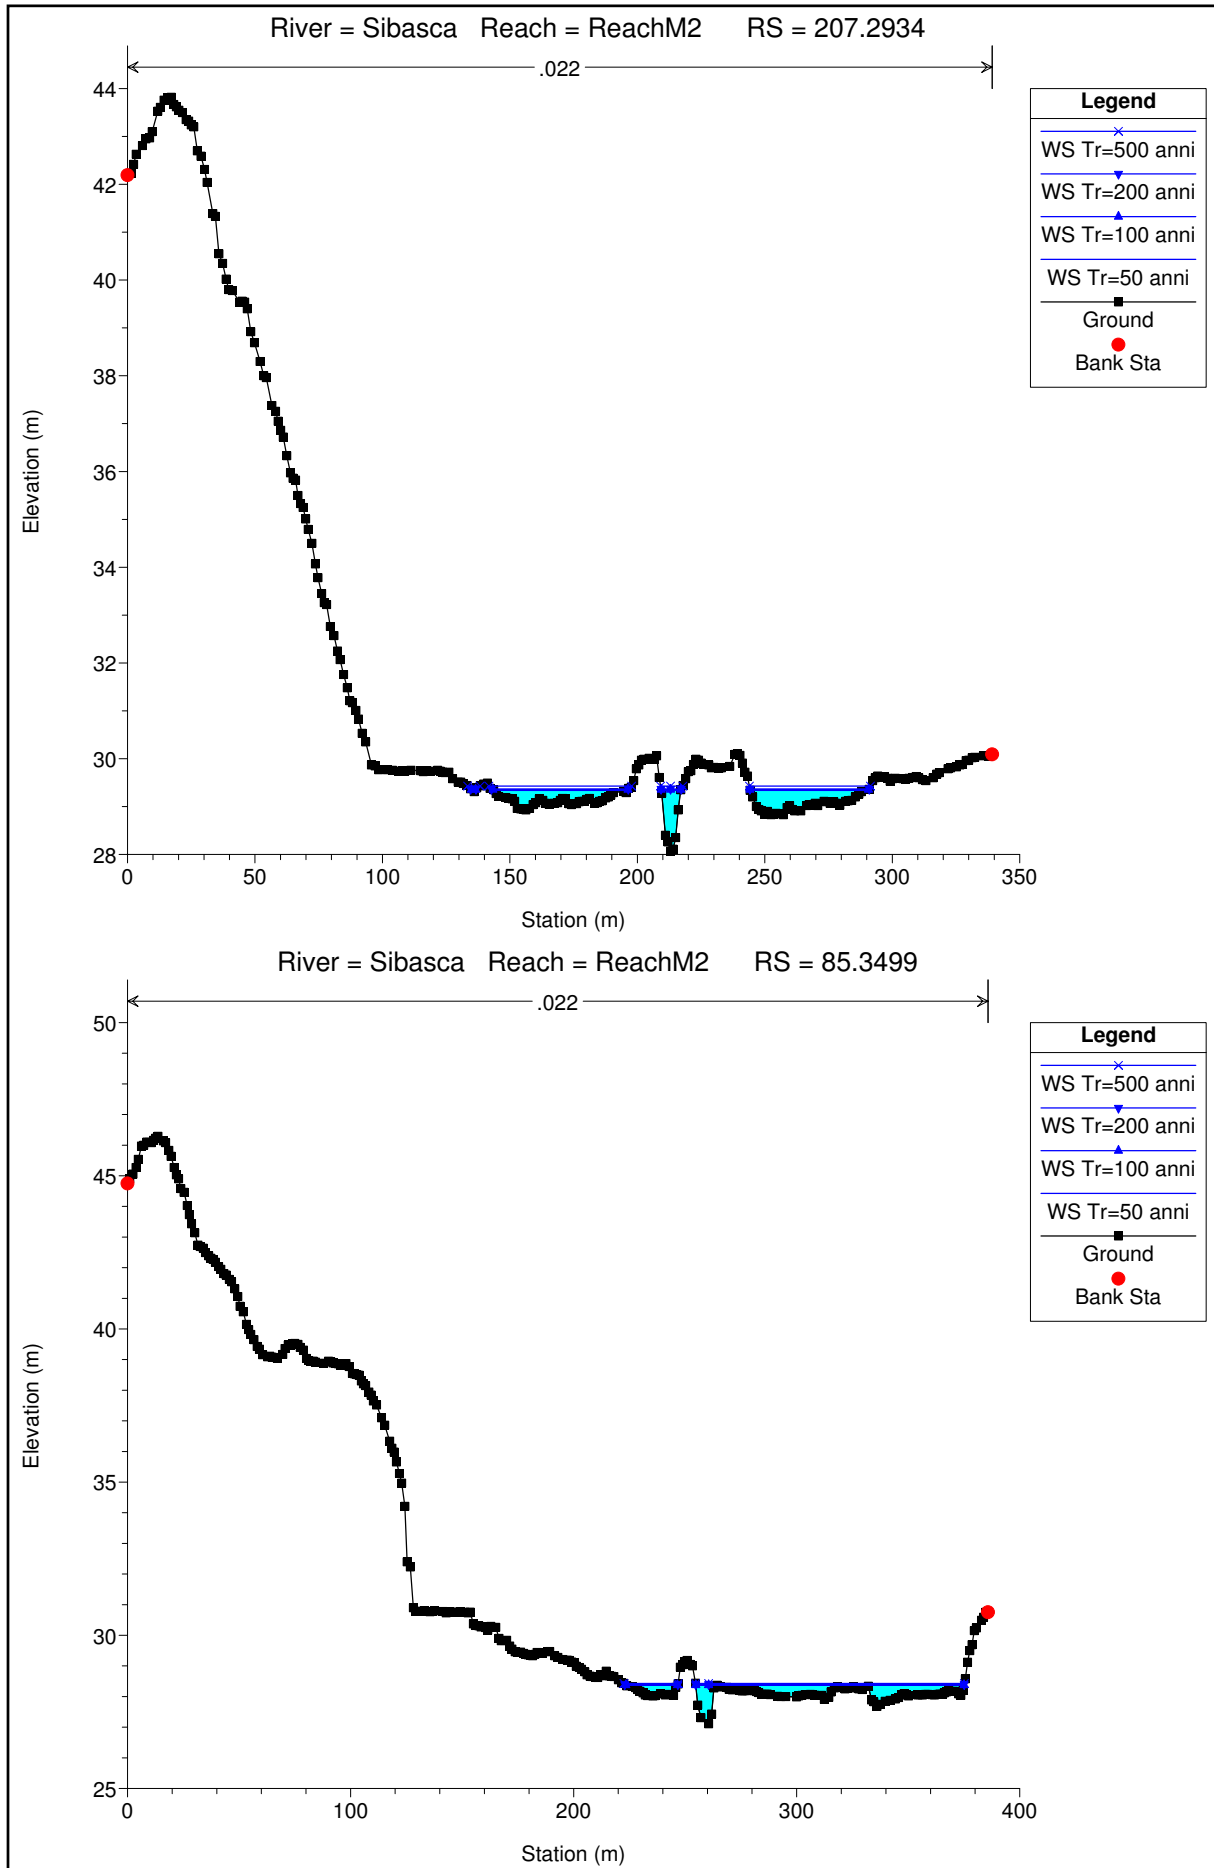 River = Sibasca Reach = ReachM2 RS = 207.2934
.022
44
42
40
38
36
34
32
30
28
0 50 100 150 200 250 300 350
Elevation (m)
Station (m)
Legend
WS Tr=500 anni
WS Tr=200 anni
WS Tr=100 anni
WS Tr=50 anni
Ground
Bank Sta
River = Sibasca Reach = ReachM2 RS = 85.3499
.022
50
45
40
35
30
25
0 100 200 300 400
Elevation (m)
Station (m)
Legend
WS Tr=500 anni
WS Tr=200 anni
WS Tr=100 anni
WS Tr=50 anni
Ground
Bank Sta